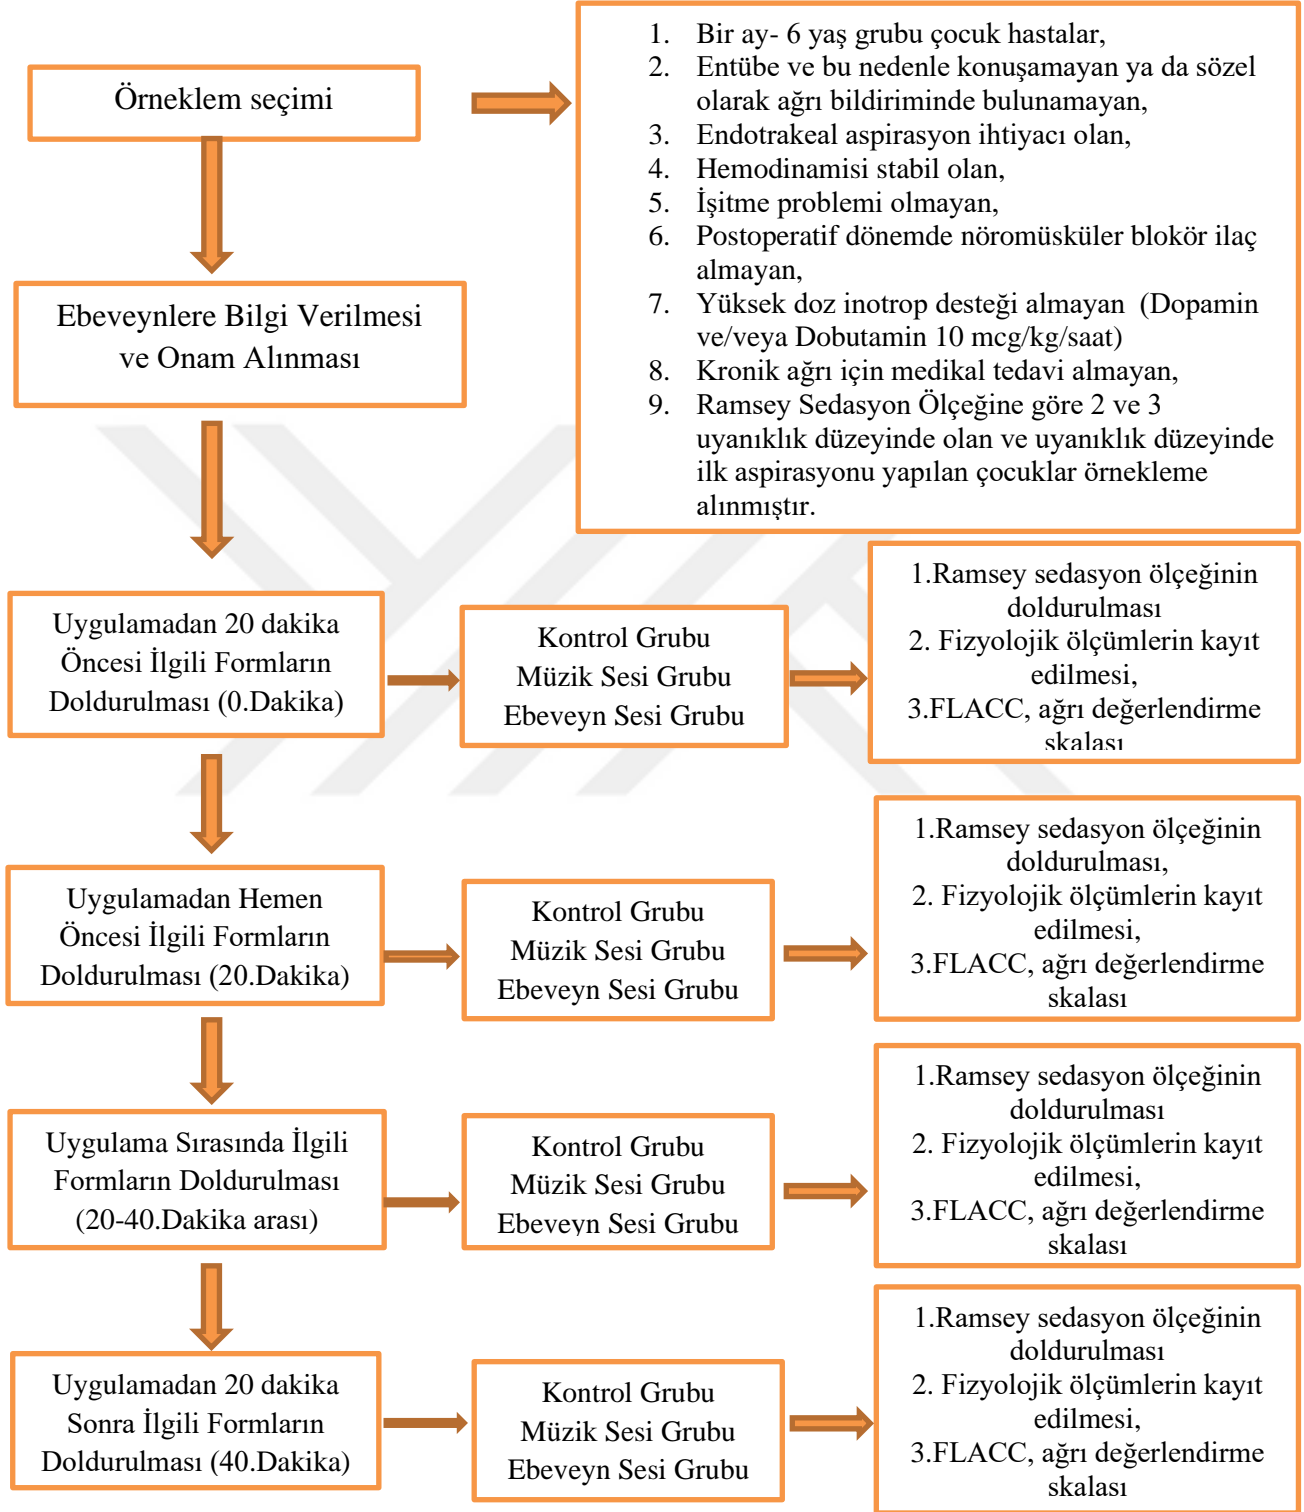 Örneklem seçimi
1. Bir ay- 6 yaş grubu çocuk hastalar,
2. Entübe ve bu nedenle konuşamayan ya da sözel
olarak ağrı bildiriminde bulunamayan,
3. Endotrakeal aspirasyon ihtiyacı olan,
4. Hemodinamisi stabil olan,
5. İşitme problemi olmayan,
6. Postoperatif dönemde nöromüsküler blokör ilaç
almayan,
7. Yüksek doz inotrop desteği almayan (Dopamin
ve/veya Dobutamin 10 mcg/kg/saat)
8. Kronik ağrı için medikal tedavi almayan,
9. Ramsey Sedasyon Ölçeğine göre 2 ve 3
uyanıklık düzeyinde olan ve uyanıklık düzeyinde
ilk aspirasyonu yapılan çocuklar örnekleme
alınmıştır.
Ebeveynlere Bilgi Verilmesi
ve Onam Alınması
Uygulamadan 20 dakika
Öncesi İlgili Formların
Doldurulması (0.Dakika)
Kontrol Grubu
Müzik Sesi Grubu
Ebeveyn Sesi Grubu
1.Ramsey sedasyon ölçeğinin
doldurulması
2. Fizyolojik ölçümlerin kayıt
edilmesi,
3.FLACC, ağrı değerlendirme
skalası
Uygulamadan Hemen
Öncesi İlgili Formların
Doldurulması (20.Dakika)
Kontrol Grubu
Müzik Sesi Grubu
Ebeveyn Sesi Grubu
1.Ramsey sedasyon ölçeğinin
doldurulması,
2. Fizyolojik ölçümlerin kayıt
edilmesi,
3.FLACC, ağrı değerlendirme
skalası
Uygulama Sırasında İlgili
Formların Doldurulması
(20-40.Dakika arası)
Kontrol Grubu
Müzik Sesi Grubu
Ebeveyn Sesi Grubu
1.Ramsey sedasyon ölçeğinin
doldurulması
2. Fizyolojik ölçümlerin kayıt
edilmesi,
3.FLACC, ağrı değerlendirme
skalası
Uygulamadan 20 dakika
Sonra İlgili Formların
Doldurulması (40.Dakika)
Kontrol Grubu
Müzik Sesi Grubu
Ebeveyn Sesi Grubu
1.Ramsey sedasyon ölçeğinin
doldurulması
2. Fizyolojik ölçümlerin kayıt
edilmesi,
3.FLACC, ağrı değerlendirme
skalası